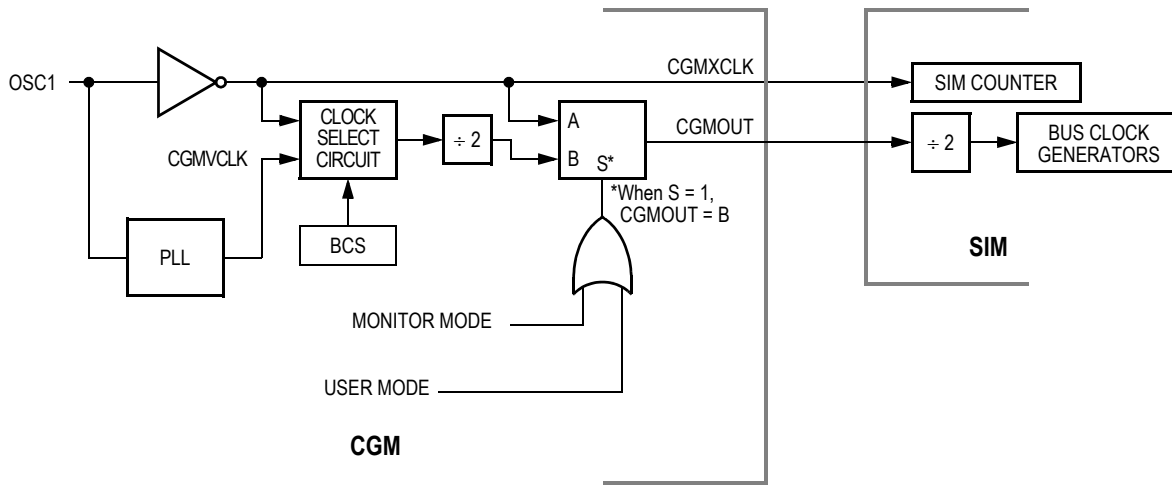 OSC1
CGMXCLK
SIM COUNTER
CLOCK
SELECT
CIRCUIT
÷ 2
A
B
S*
CGMOUT
÷ 2
BUS CLOCK
GENERATORS
CGMVCLK
*When S = 1,
CGMOUT = B
BCS
PLL
SIM
MONITOR MODE
USER MODE
CGM